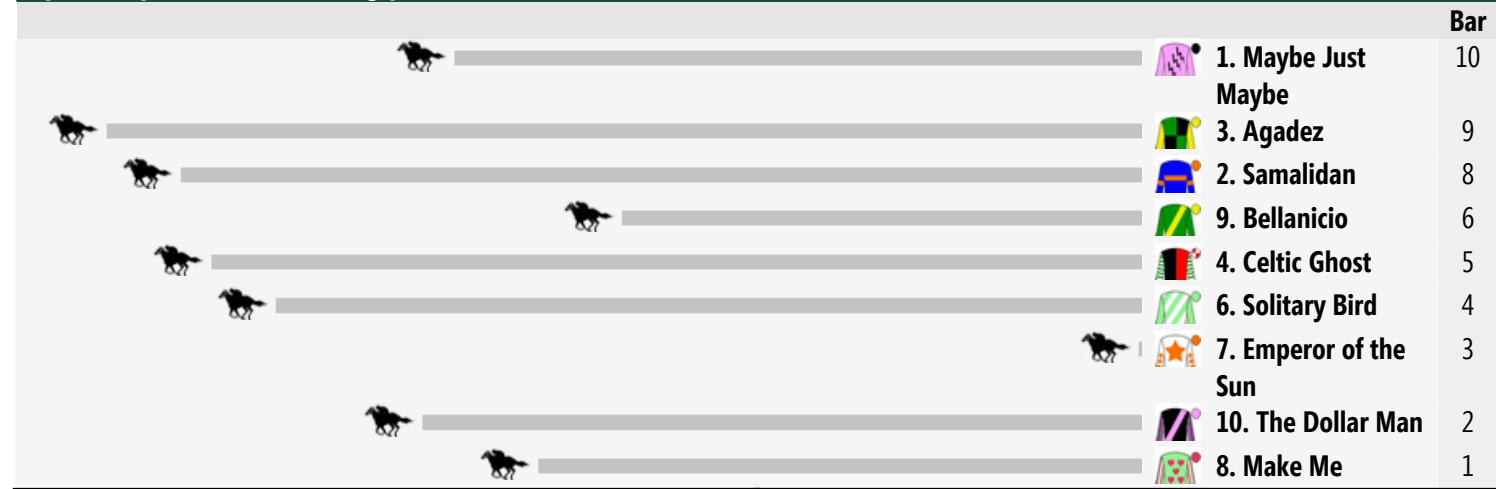 Bar
1. Maybe Just 10
Maybe
3. Agadez 9
2. Samalidan 8
9. Bellanicio 6
4. Celtic Ghost 5
6. Solitary Bird 4
7. Emperor of the 3
Sun
10. The Dollar Man 2
8. Make Me 1